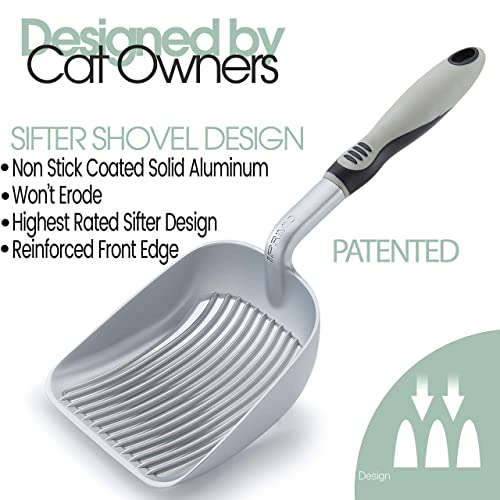 Designed by
Cat Owners
SIFTER SHOVEL DESIGN
• Non Stick Coated Solid Aluminum
• Won't Erode
• Highest Rated Sifter Design
• Reinforced Front Edge
iPRIMIO
PATENTED
Design